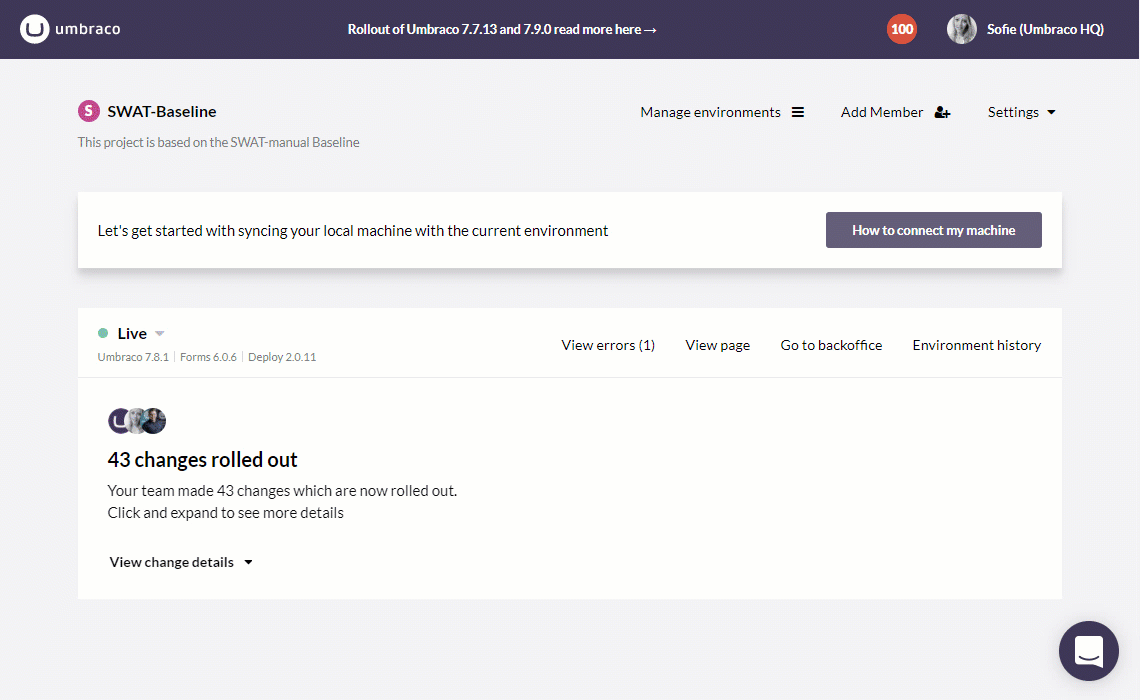 umbraco
Rollout of Umbraco 7.7.13 and 7.9.0 read more here→
100
Sofie (Umbraco HQ)
S SWAT-Baseline
Manage environments
Add Member
Settings
This project is based on the SWAT-manual Baseline
Let's get started with syncing your local machine with the current environment
How to connect my machine
Live
Umbraco 7.8.1 | Forms 6.0.6 | Deploy 2.0.11
View errors (1)
View page
Go to backoffice
Environment history
43 changes rolled out
Your team made 43 changes which are now rolled out.
Click and expand to see more details
View change details